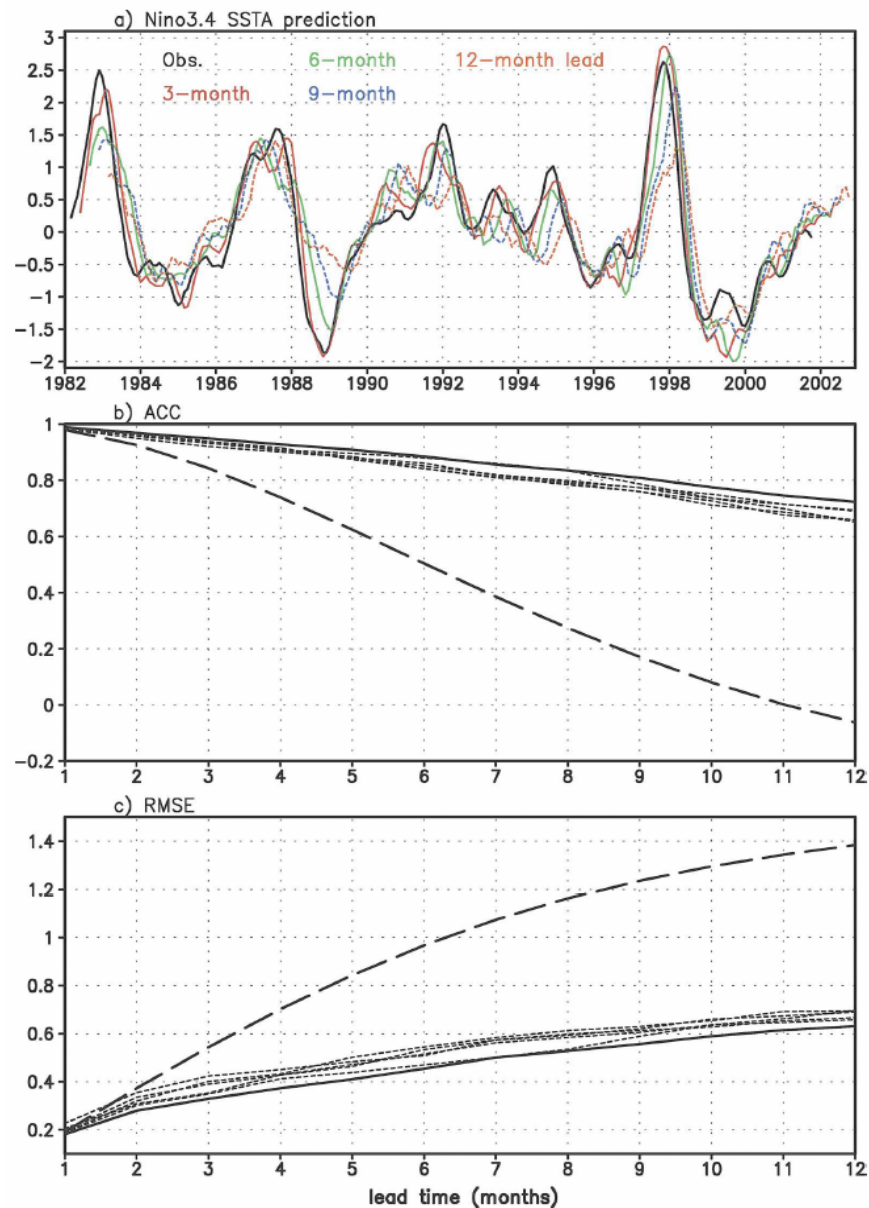 a) Nino3.4 SSTA prediction
Obs. 6-month 12-month lead
3-month 9-month
3
2.5
2
1.5
1
0.5
0
-0.5
-1
-1.5
-2
1982 1984 1986 1988 1990 1992 1994 1996 1998 2000 2002
b) ACC
1
0.8
0.6
0.4
0.2
0
-0.2
1 2 3 4 5 6 7 8 9 10 11 12
c) RMSE
1.4
1.2
1
0.8
0.6
0.4
0.2
1 2 3 4 5 6 7 8 9 10 11 12
lead time (months)